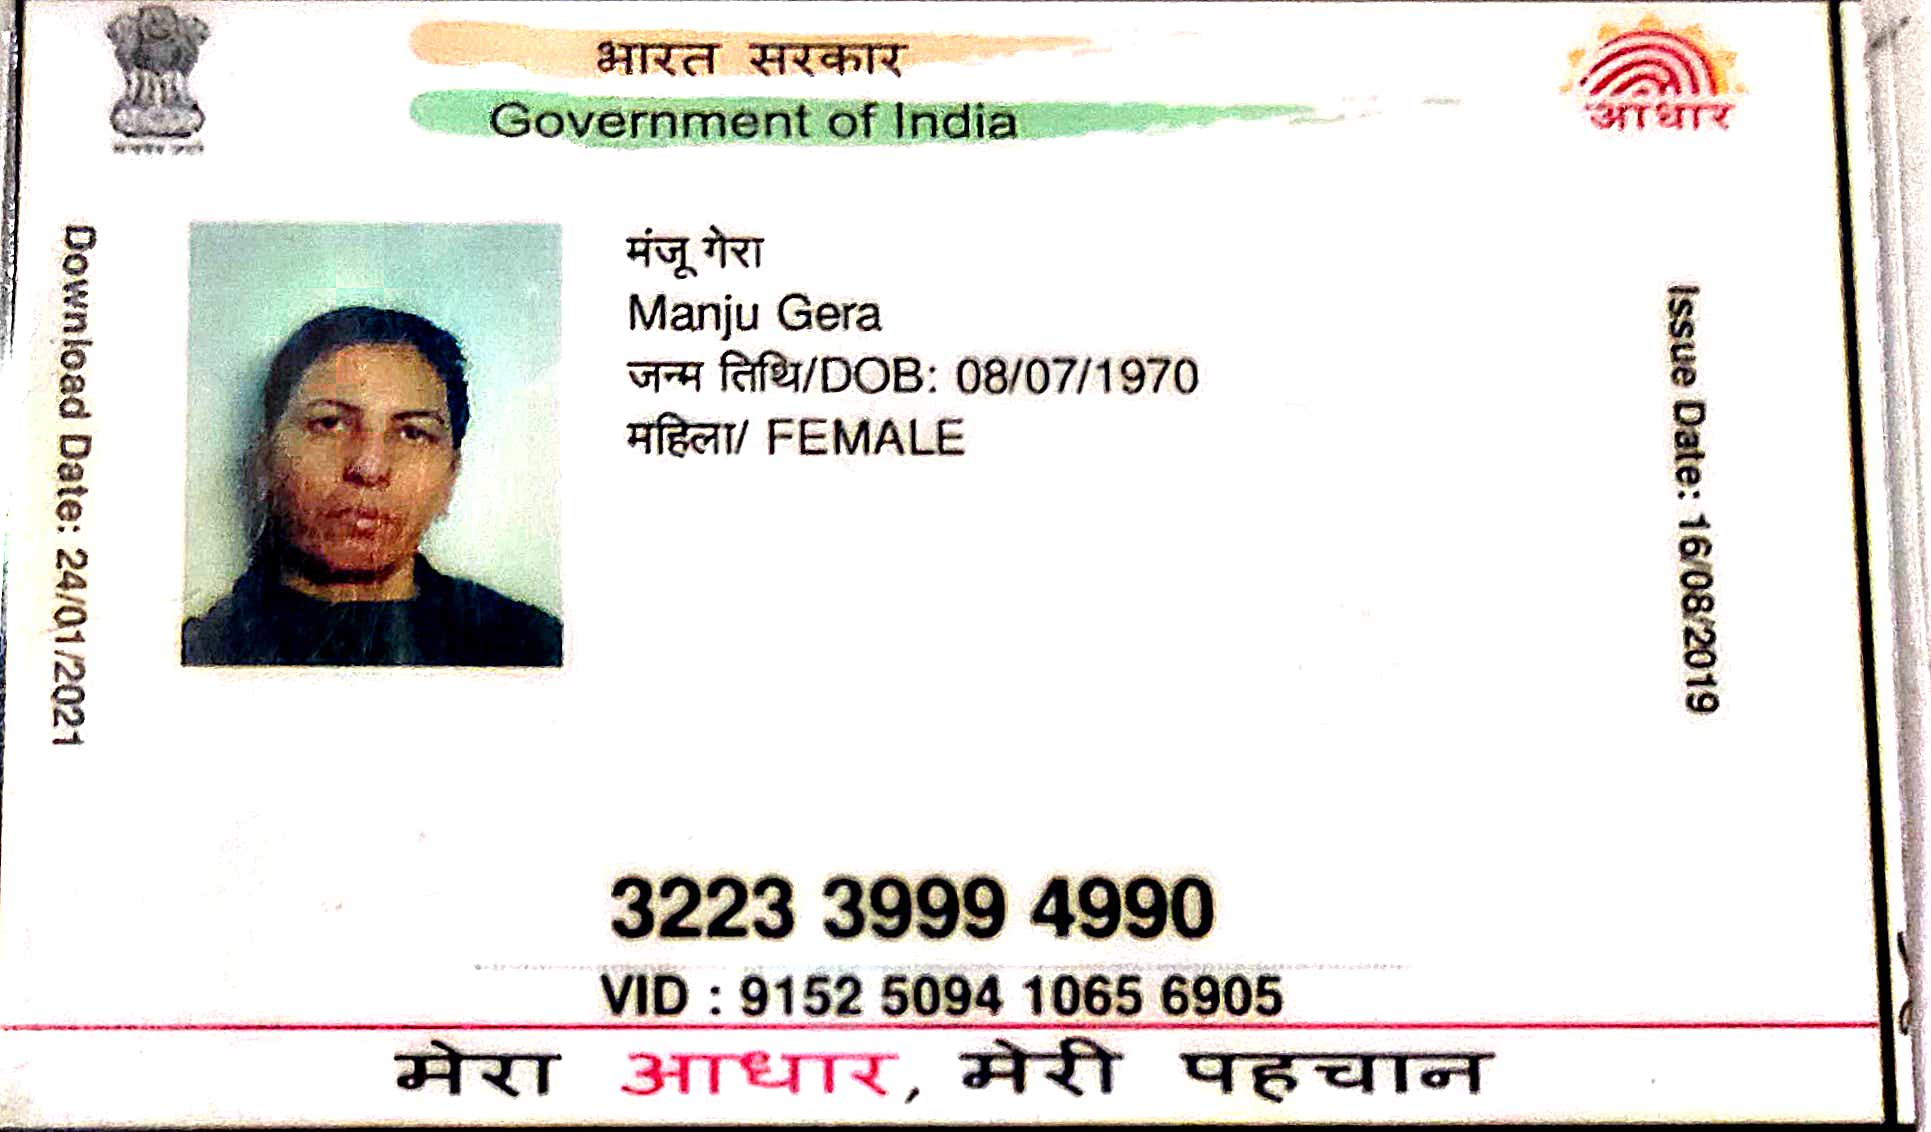 भारत सरकार
Government of India
आधार
Download Date: 24/01/2021
मंजू गेरा
Manju Gera
जन्म तिथि/DOB: 08/07/1970
महिला/ FEMALE
Issue Date: 16/08/2019
3223 3999 4990
VID : 9152 5094 1065 6905
मेरा आधार, मेरी पहचान